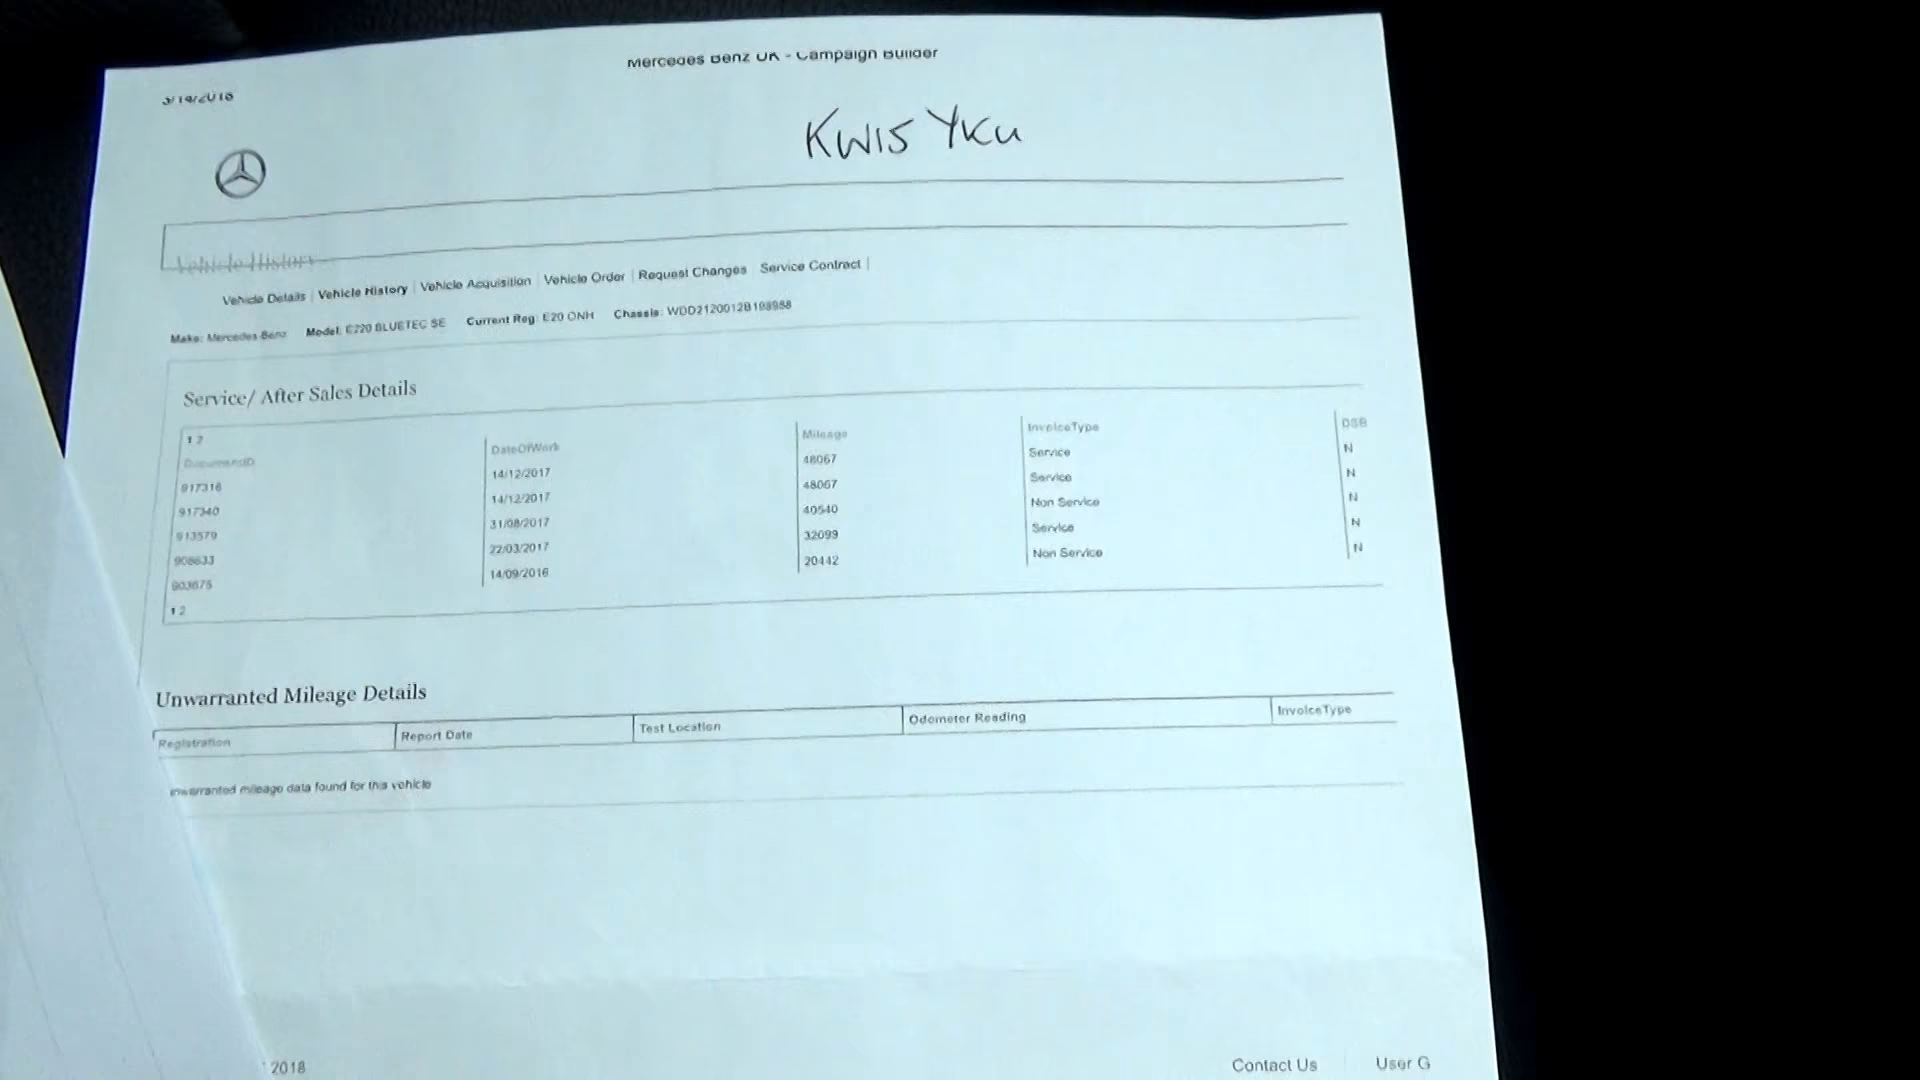 Mercedes Benz UK - Campaign Builder
3/14/2018
KW15 YKU
Vehicle History
Vehicle Details | Vehicle History | Vehicle Acquisition | Vehicle Order | Request Changes Service Contract |
Make: Mercedes-Benz Model: E220 BLUETEC SE Current Reg: E20 ONH Chassis: WDD2120012B198958
Service/ After Sales Details
1 2
DocumentID DateOfWork Mileage InvoiceType DSB
917316 14/12/2017 48067 Service N
917340 14/12/2017 48067 Service N
913579 31/08/2017 40540 Non Service N
908633 22/03/2017 32099 Service N
903675 14/09/2016 20442 Non Service N
1 2
Unwarranted Mileage Details
Registration Report Date Test Location Odometer Reading InvoiceType
unwarranted mileage data found for this vehicle
2018 Contact Us User G